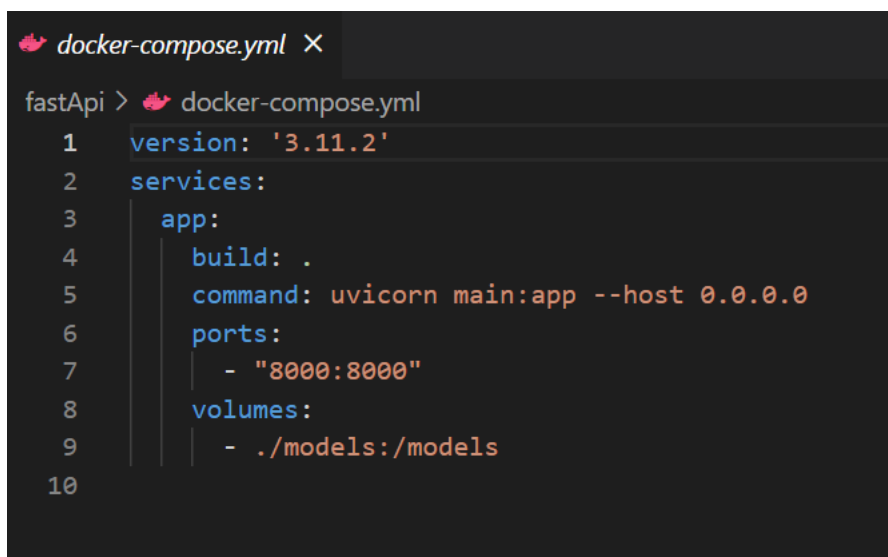 docker-compose.yml ×
fastApi > docker-compose.yml
1 version: '3.11.2'
2 services:
3   app:
4     build: .
5     command: uvicorn main:app --host 0.0.0.0
6     ports:
7       - "8000:8000"
8     volumes:
9       - ./models:/models
10